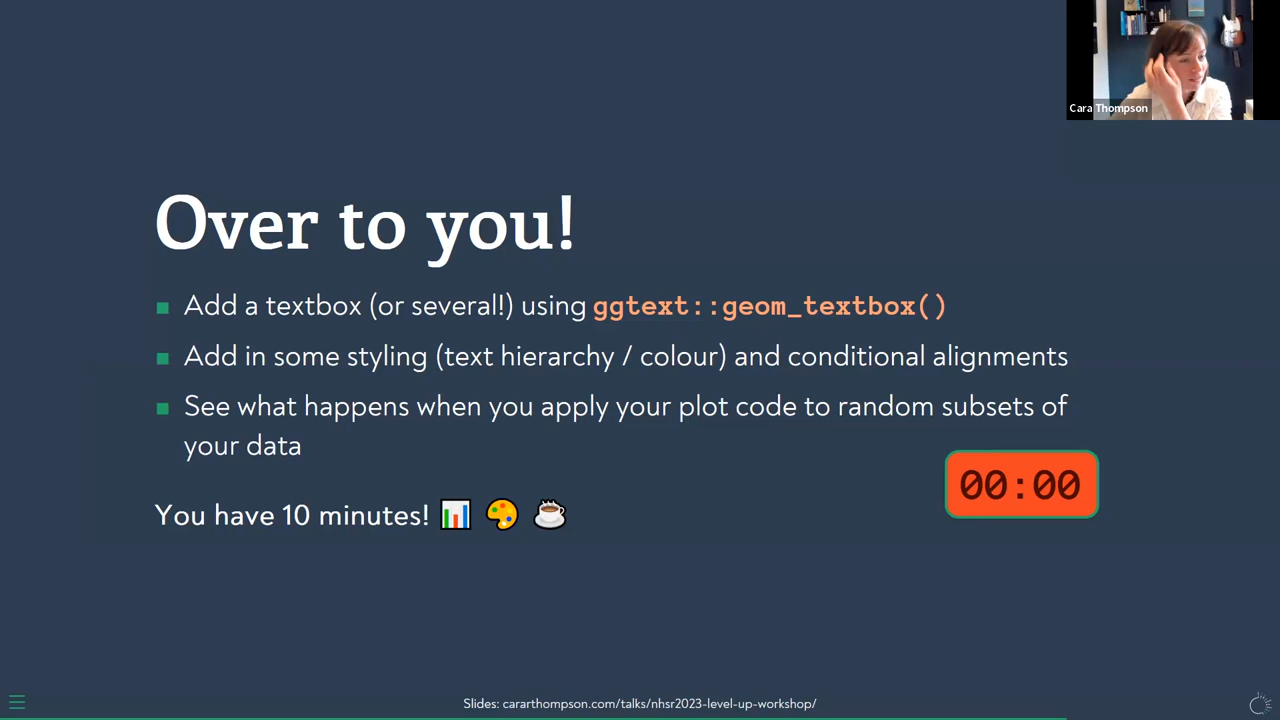 Cara Thompson
Over to you!
Add a textbox (or several!) using ggtext::geom_textbox()
Add in some styling (text hierarchy / colour) and conditional alignments
See what happens when you apply your plot code to random subsets of
your data
00:00
You have 10 minutes! 📊 🎨 ☕
Slides: cararthompson.com/talks/nhsr2023-level-up-workshop/